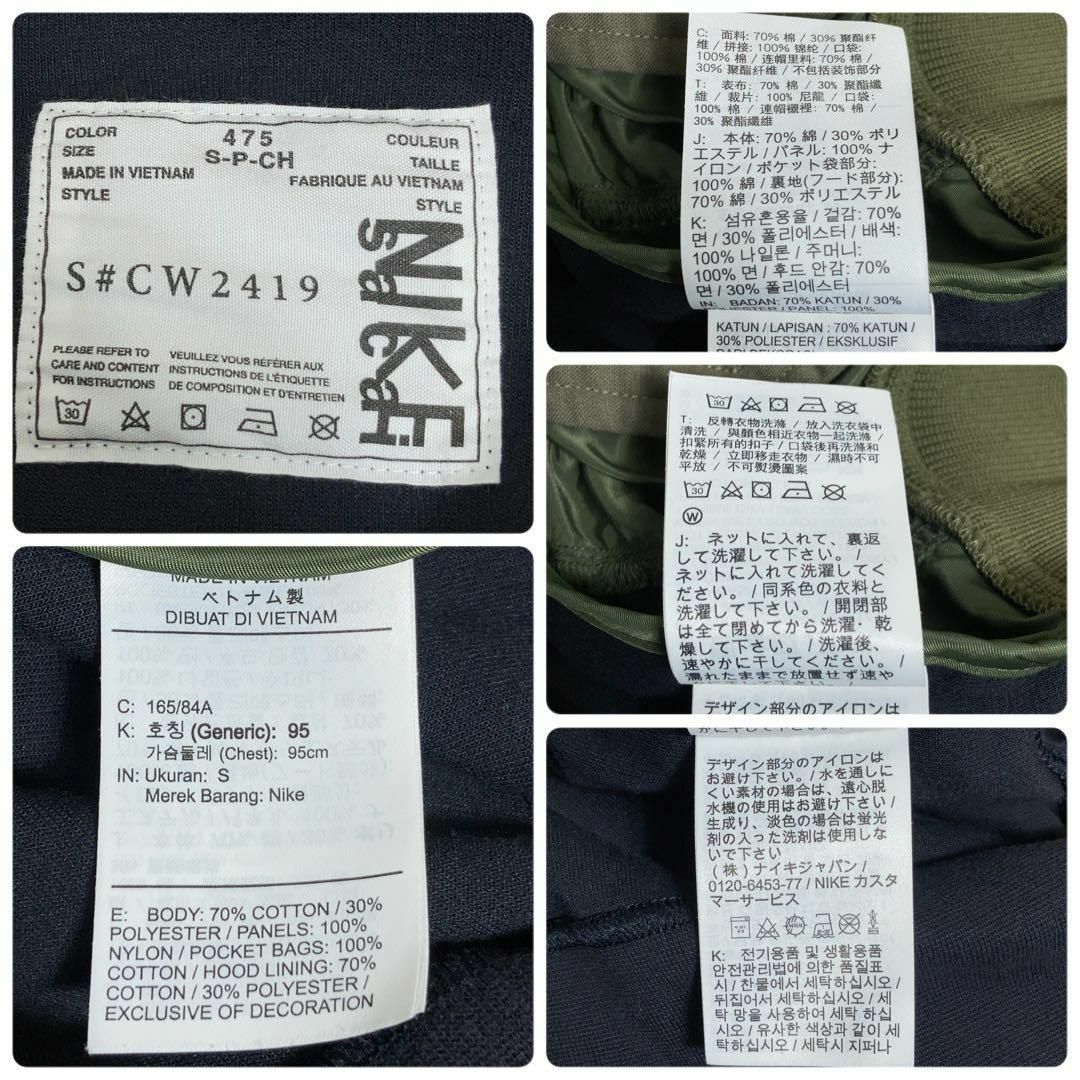 COLOR 475 COULEUR
SIZE S-P-CH TAILLE
MADE IN VIETNAM FABRIQUE AU VIETNAM
STYLE STYLE
S#CW2419
NIKE
sacai
PLEASE REFER TO
CARE AND CONTENT
FOR INSTRUCTIONS
VEUILLEZ VOUS RÉFÉRER AUX
INSTRUCTIONS DE L'ÉTIQUETTE
DE COMPOSITION ET D'ENTRETIEN
30
C: 面料: 70% 棉 / 30% 聚酯纤
维 / 拼接: 100% 锦纶 / 口袋:
100% 棉 / 连帽里料: 70% 棉 /
30% 聚酯纤维 / 不包括装饰部分
T: 表布: 70% 棉 / 30% 聚酯纖
維 / 裁片: 100% 尼龍 / 口袋:
100% 棉 / 連帽襯裡: 70% 棉 /
30% 聚酯纖維
J: 本体: 70% 綿 / 30% ポリ
エステル / パネル: 100% ナ
イロン / ポケット袋部分:
100% 綿 / 裏地(フード部分):
70% 綿 / 30% ポリエステル
K: 섬유혼용율 / 겉감: 70%
면 / 30% 폴리에스터 / 배색:
100% 나일론 / 주머니:
100% 면 / 후드 안감: 70%
면 / 30% 폴리에스터
IN: BADAN: 70% KATUN / 30%
POLIESTER / PANEL: 100%
KATUN / LAPISAN : 70% KATUN /
30% POLIESTER / EKSKLUSIF
DARI DEKORASI
30
T: 反轉衣物洗滌 / 放入洗衣袋中
清洗 / 與顏色相近衣物一起洗滌 /
扣緊所有的扣子 / 口袋後再洗滌和
乾燥 / 立即移走衣物 / 濕時不可
平放 / 不可熨燙圖案
30
W
J: ネットに入れて、裏返
して洗濯して下さい。 /
ネットに入れて洗濯してく
ださい。 / 同系色の衣料と
洗濯して下さい。 / 開閉部
は全て閉めてから洗濯・乾
燥して下さい。 / 洗濯後、
速やかに干してください。 /
濡れたままで放置せず速や
かに干して下さい。 /
デザイン部分のアイロンは
MADE IN VIETNAM
ベトナム製
DIBUAT DI VIETNAM
C: 165/84A
K: 호칭 (Generic): 95
가슴둘레 (Chest): 95cm
IN: Ukuran: S
Merek Barang: Nike
E: BODY: 70% COTTON / 30%
POLYESTER / PANELS: 100%
NYLON / POCKET BAGS: 100%
COTTON / HOOD LINING: 70%
COTTON / 30% POLYESTER /
EXCLUSIVE OF DECORATION
デザイン部分のアイロンは
お避け下さい。 / 水を通しに
くい素材の場合は、遠心脱
水機の使用はお避け下さい /
生成り、淡色の場合は蛍光
剤の入った洗剤は使用しな
いで下さい
(株) ナイキジャパン /
0120-6453-77 / NIKE カスタ
マーサービス
K: 전기용품 및 생활용품
안전관리법에 의한 품질표
시 / 찬물에서 세탁하십시오 /
뒤집어서 세탁하십시오 / 세
탁 망을 사용하여 세탁하십
시오 / 유사한 색상과 같이 세
탁하십시오 / 세탁시 지퍼나